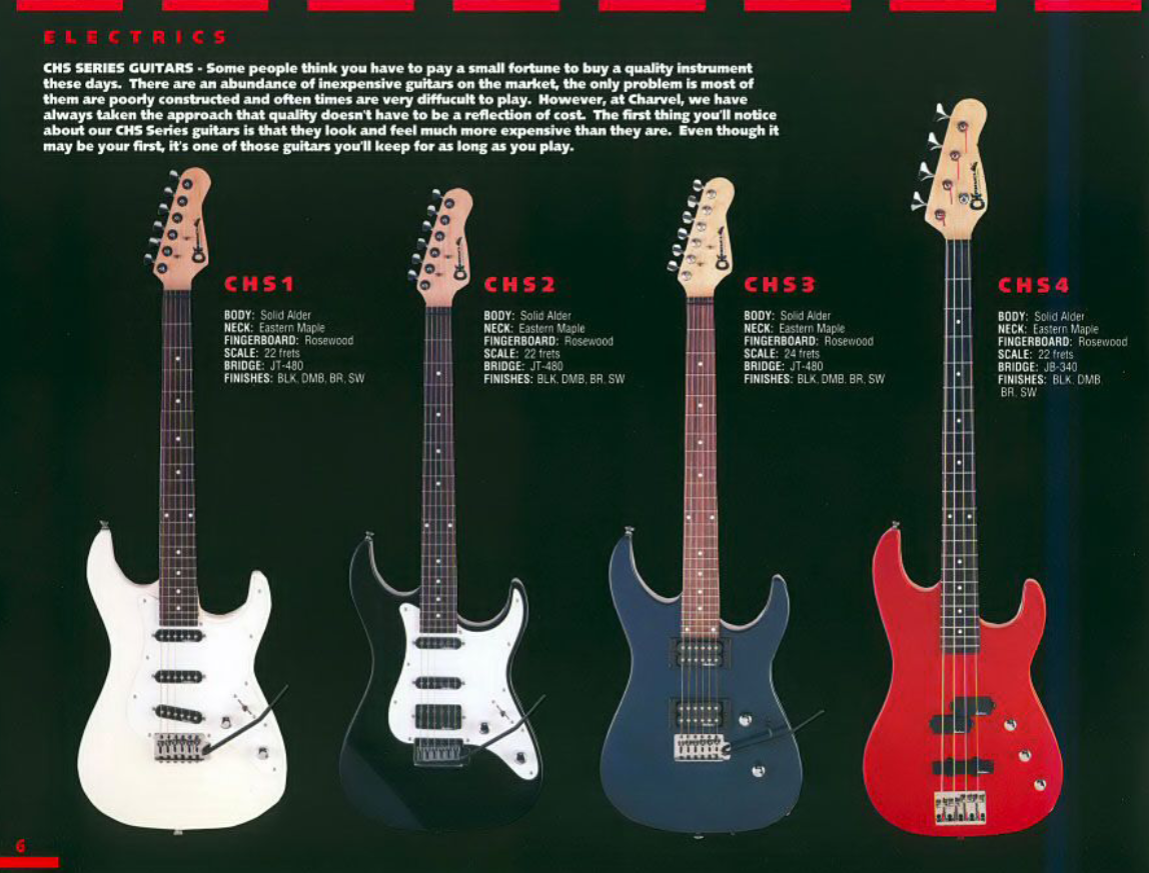 ELECTRICS
CHS SERIES GUITARS - Some people think you have to pay a small fortune to buy a quality instrument
these days. There are an abundance of inexpensive guitars on the market, the only problem is most of
them are poorly constructed and often times are very diffucult to play. However, at Charvel, we have
always taken the approach that quality doesn't have to be a reflection of cost. The first thing you'll notice
about our CHS Series guitars is that they look and feel much more expensive than they are. Even though it
may be your first, it's one of those guitars you'll keep for as long as you play.
CHS1
BODY: Solid Alder
NECK: Eastern Maple
FINGERBOARD: Rosewood
SCALE: 22 frets
BRIDGE: JT-480
FINISHES: BLK, DMB, BR, SW
CHS2
BODY: Solid Alder
NECK: Eastern Maple
FINGERBOARD: Rosewood
SCALE: 22 frets
BRIDGE: JT-480
FINISHES: BLK, DMB, BR, SW
CHS3
BODY: Solid Alder
NECK: Eastern Maple
FINGERBOARD: Rosewood
SCALE: 24 frets
BRIDGE: JT-480
FINISHES: BLK, DMB, BR, SW
CHS4
BODY: Solid Alder
NECK: Eastern Maple
FINGERBOARD: Rosewood
SCALE: 22 frets
BRIDGE: JB-340
FINISHES: BLK, DMB
BR, SW
6